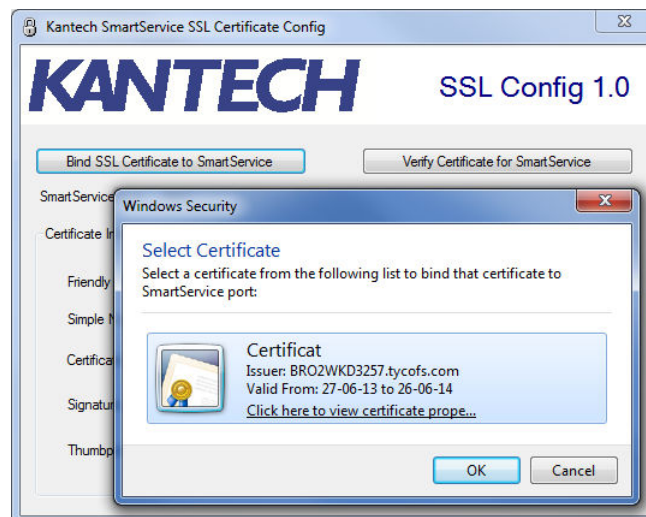 Kantech SmartService SSL Certificate Config
KANTECH
SSL Config 1.0
Bind SSL Certificate to SmartService
Verify Certificate for SmartService
SmartService
Certificate
Windows Security
Select Certificate
Select a certificate from the following list to bind that certificate to
SmartService port:
Friendly
Simple
Certificat
Issuer: BRO2WKD3257.tycofs.com
Valid From: 27-06-13 to 26-06-14
Click here to view certificate prope...
OK
Cancel